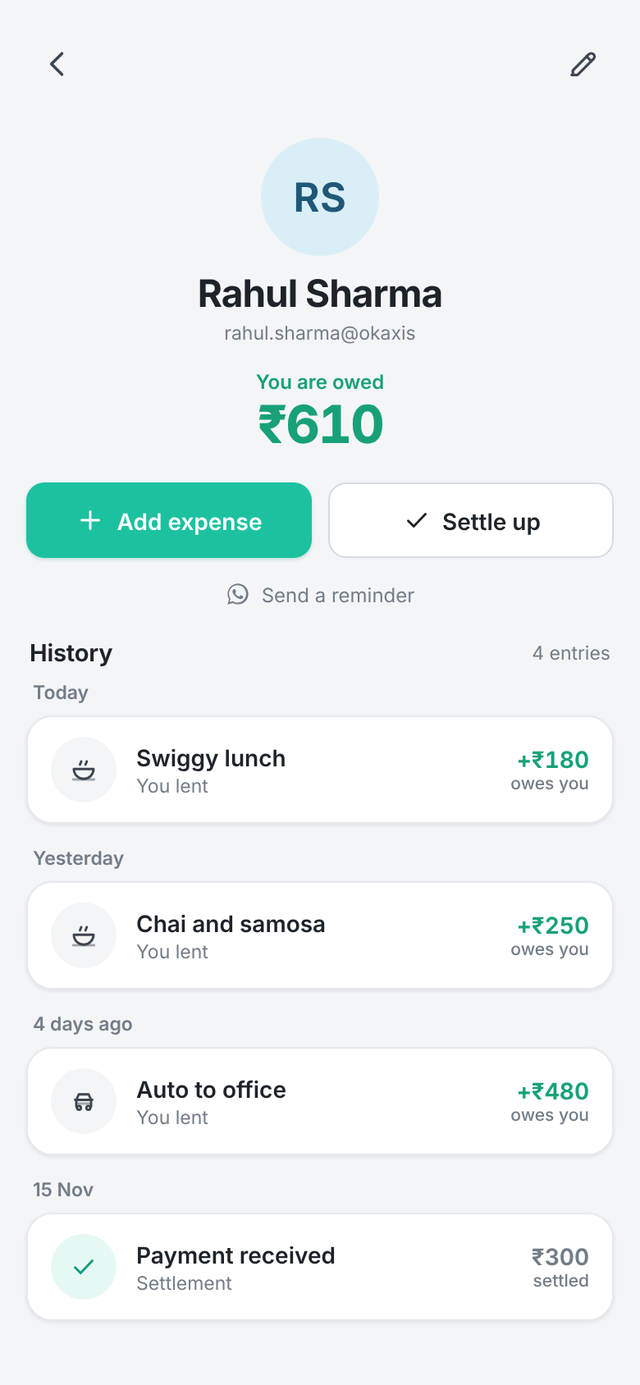 RS
Rahul Sharma
rahul.sharma@okaxis
You are owed
₹610
Add expense
Settle up
Send a reminder
History
4 entries
Today
Swiggy lunch
+₹180
You lent
owes you
Yesterday
Chai and samosa
+₹250
You lent
owes you
4 days ago
Auto to office
+₹480
You lent
owes you
15 Nov
Payment received
₹300
Settlement
settled